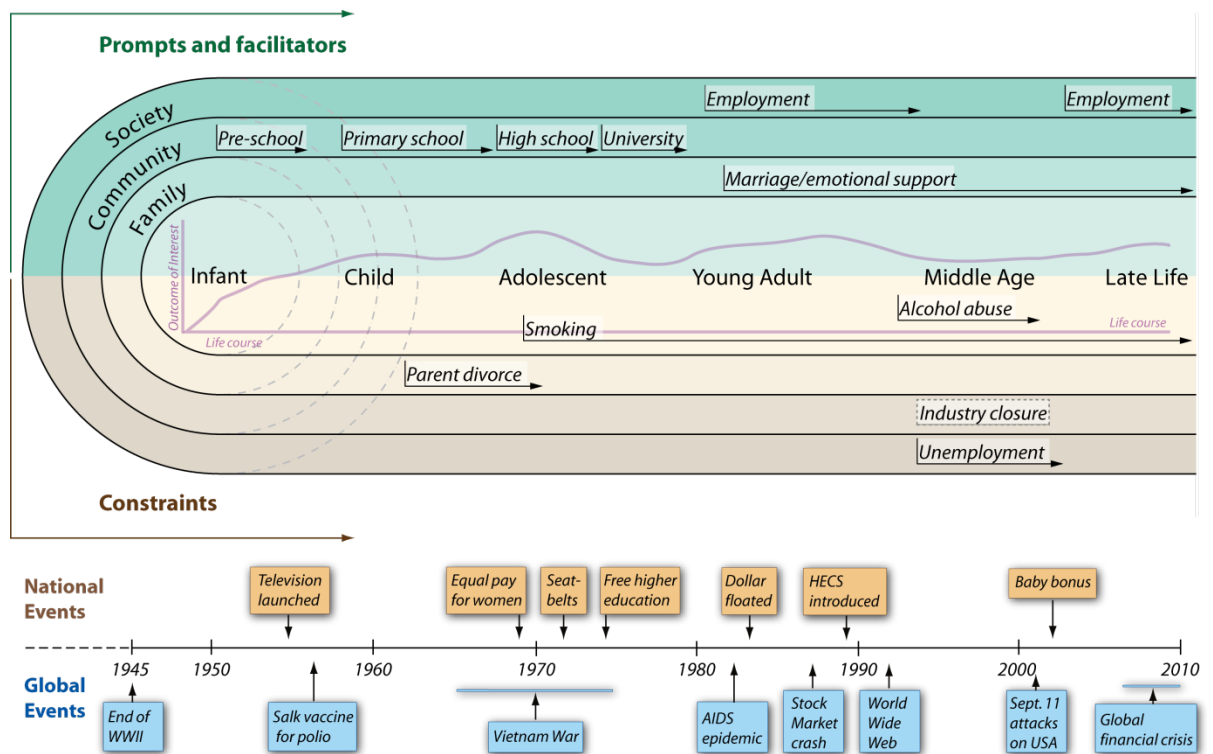 Prompts and facilitators
Society
Community
Family
Employment
Employment
Pre-school
Primary school
High school
University
Marriage/emotional support
Outcome of Interest
Infant
Child
Adolescent
Young Adult
Middle Age
Late Life
Alcohol abuse
Smoking
Life course
Life course
Parent divorce
Industry closure
Unemployment
Constraints
National
Events
Television
launched
Equal pay
for women
Seat-
belts
Free higher
education
Dollar
floated
HECS
introduced
Baby bonus
1945
1950
1960
1970
1980
1990
2000
2010
Global
Events
End of
WWII
Salk vaccine
for polio
Vietnam War
AIDS
epidemic
Stock
Market
crash
World
Wide
Web
Sept. 11
attacks
on USA
Global
financial crisis